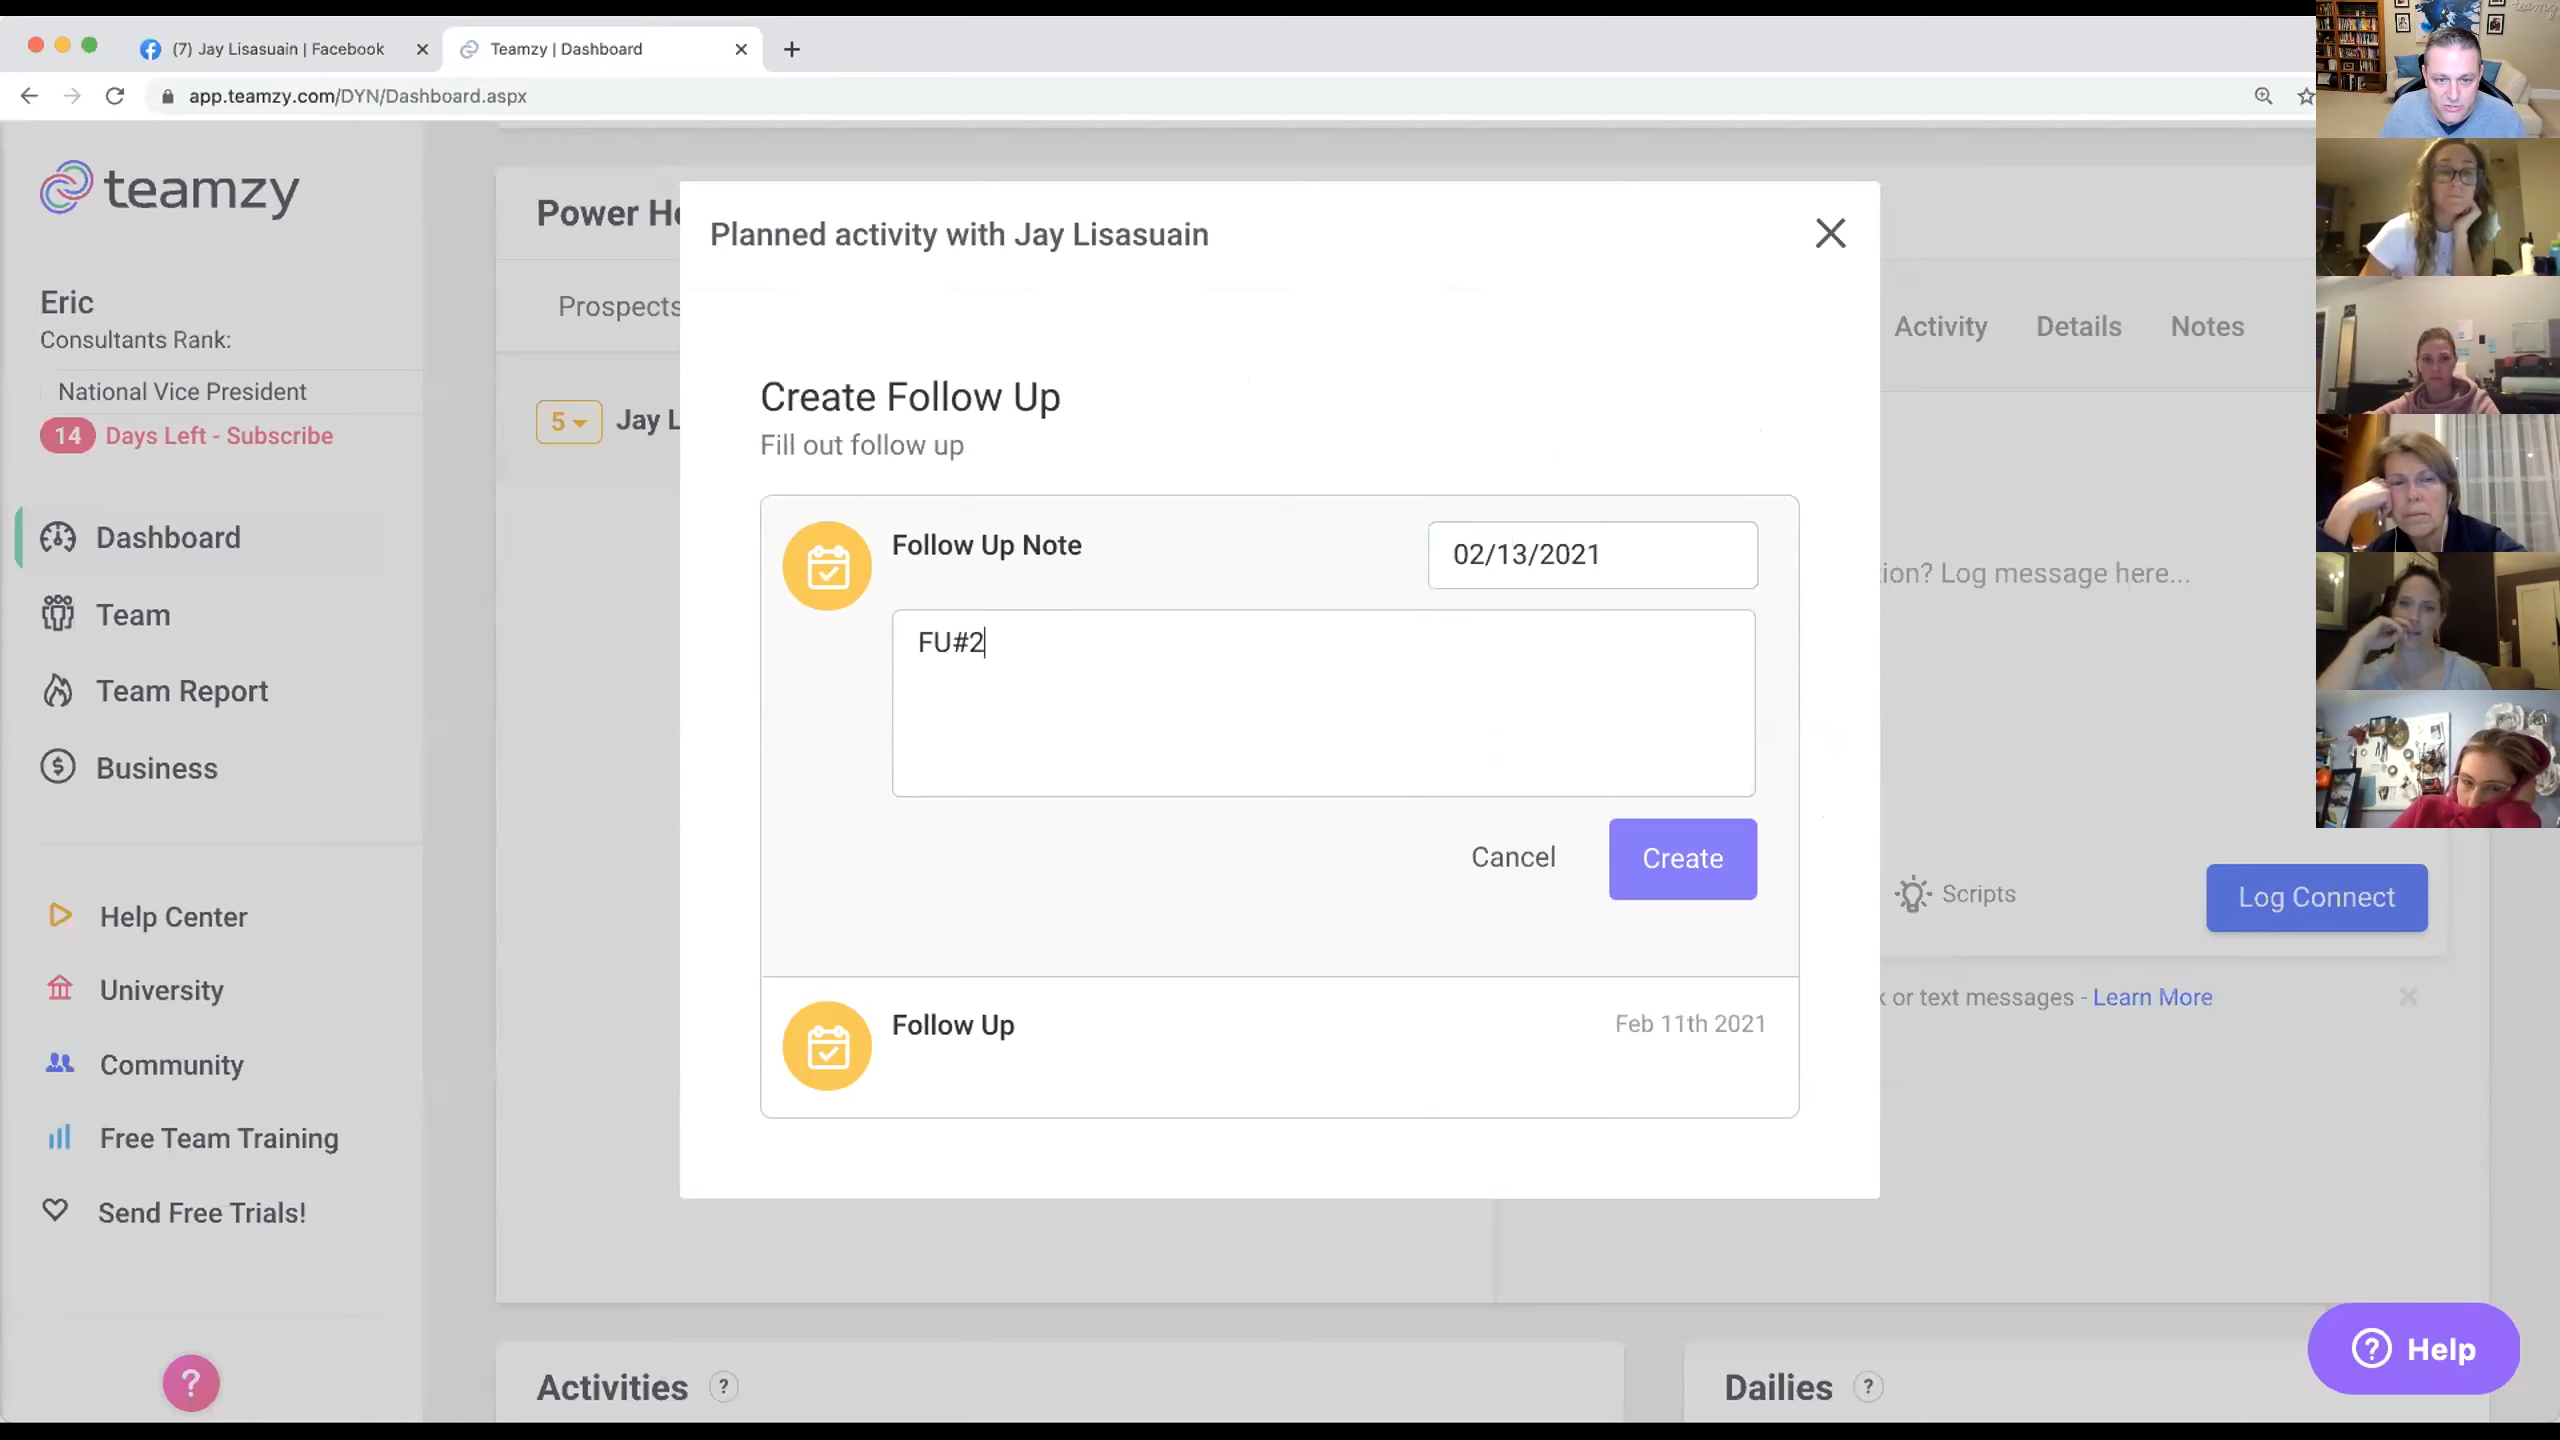 (7) Jay Lisasuain | Facebook
Teamzy | Dashboard
app.teamzy.com/DYN/Dashboard.aspx
teamzy
Eric
Consultants Rank:
National Vice President
14 Days Left - Subscribe
Dashboard
Team
Team Report
Business
Help Center
University
Community
Free Team Training
Send Free Trials!
?
Power Ho
Prospects
5 Jay L
Planned activity with Jay Lisasuain
Create Follow Up
Fill out follow up
Follow Up Note
02/13/2021
FU#2
Cancel
Create
Follow Up
Feb 11th 2021
Activity Details Notes
ion? Log message here...
Scripts
Log Connect
or text messages - Learn More
Activities ?
Dailies ?
? Help